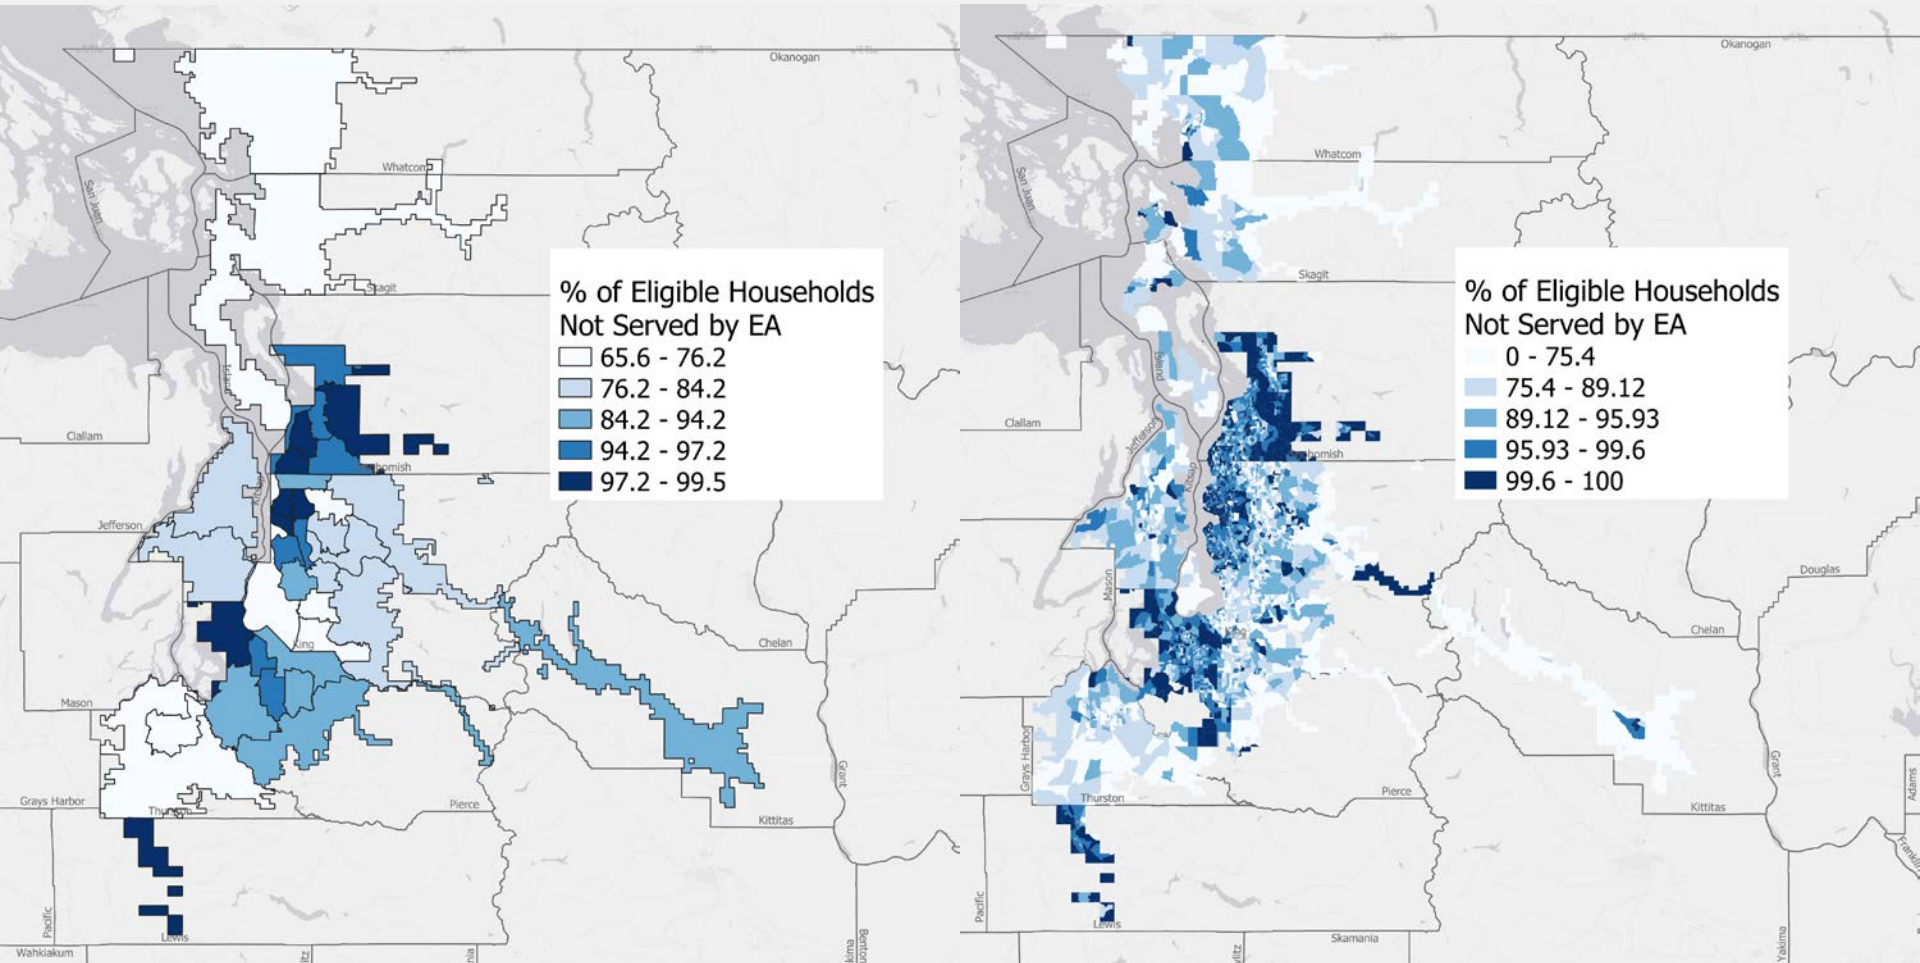 Okanogan
Whatcom
San Juan
Skagit
% of Eligible Households
Not Served by EA
65.6 - 76.2
76.2 - 84.2
84.2 - 94.2
94.2 - 97.2
97.2 - 99.5
Island
Clallam
Kitsap
Jefferson
Chelan
King
Mason
Grant
Grays Harbor
Pierce
Kittitas
Pacific
Lewis
Wahkiakum
Benton
Okanogan
Whatcom
San Juan
Skagit
% of Eligible Households
Not Served by EA
0 - 75.4
75.4 - 89.12
89.12 - 95.93
95.93 - 99.6
99.6 - 100
Island
Clallam
Jefferson
Kitsap
Douglas
Mason
Chelan
King
Grays Harbor
Grant
Adams
Thurston
Pierce
Kittitas
Pacific
Lewis
Skamania
Yakima